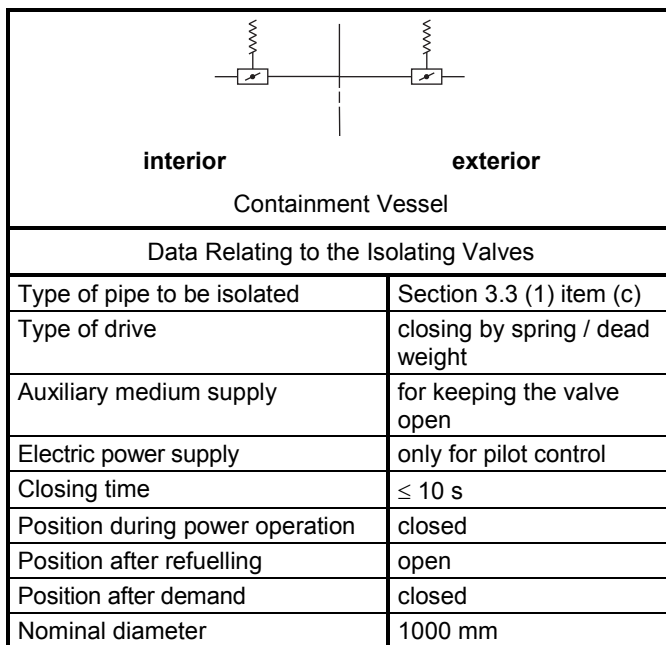 interior exterior
Containment Vessel
Data Relating to the Isolating Valves
Type of pipe to be isolated Section 3.3 (1) item (c)
Type of drive closing by spring / dead
weight
Auxiliary medium supply for keeping the valve
open
Electric power supply only for pilot control
Closing time ≤ 10 s
Position during power operation closed
Position after refuelling open
Position after demand closed
Nominal diameter 1000 mm